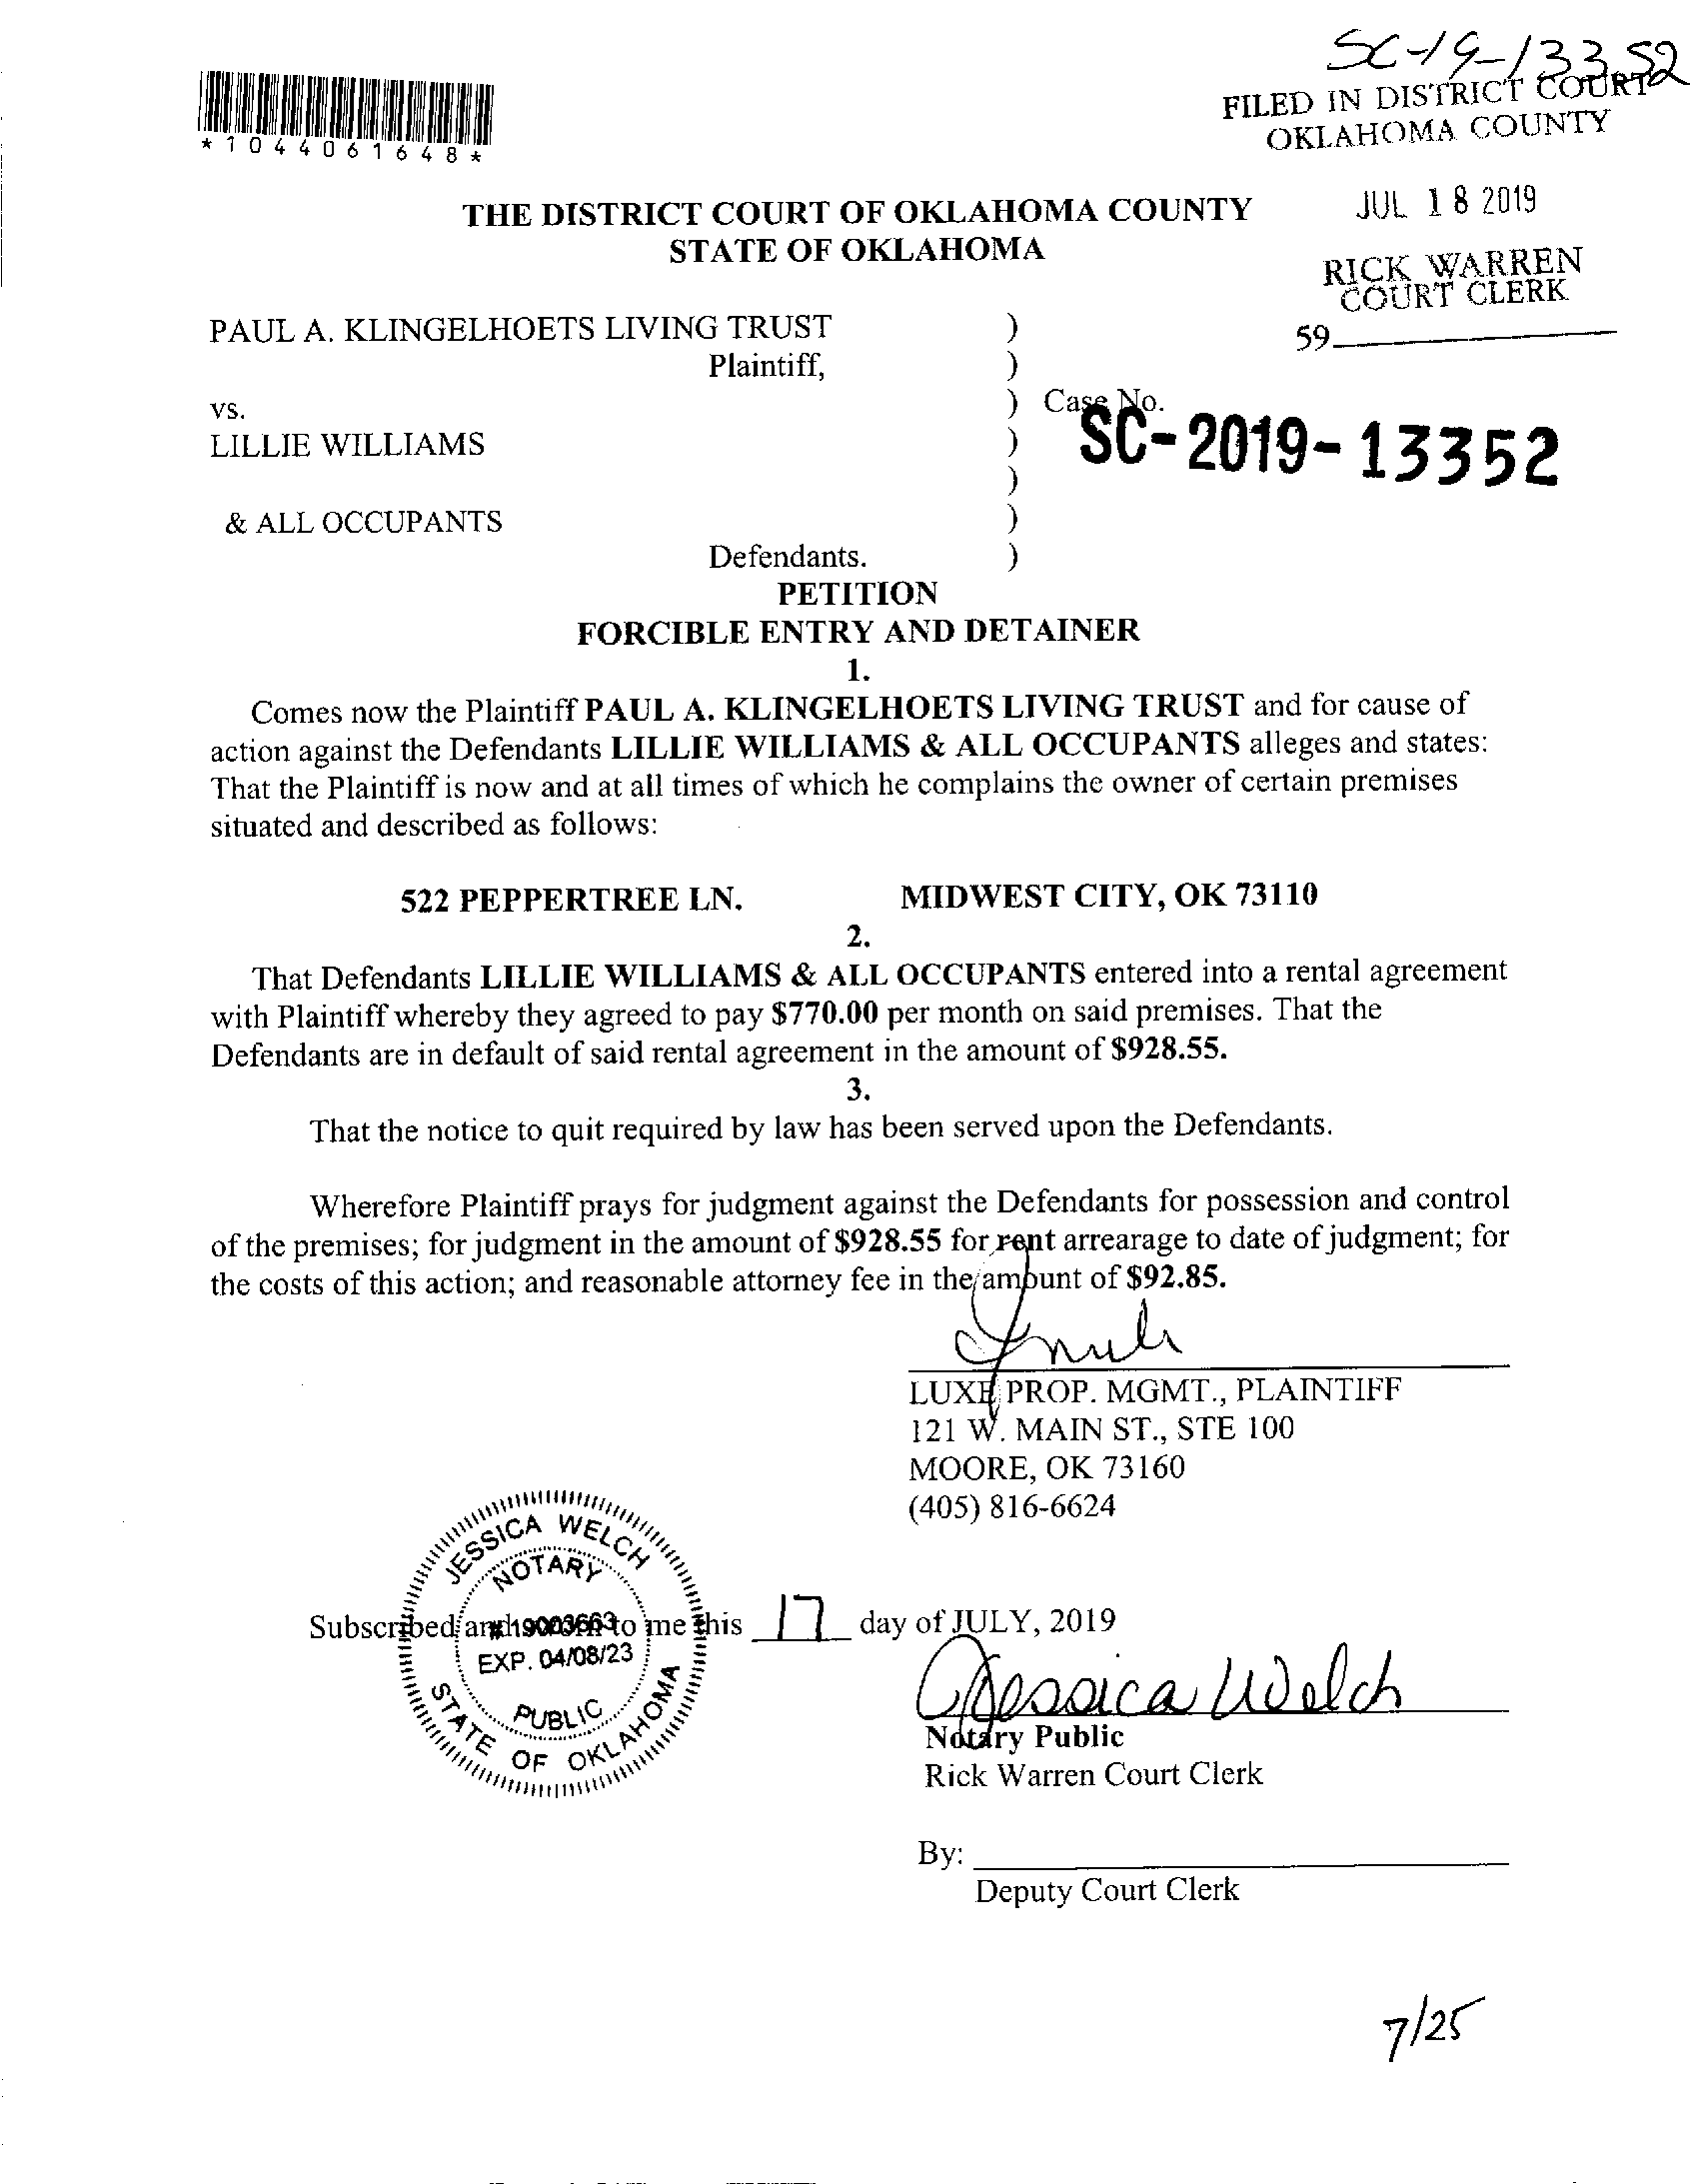 SC-19-13352
FILED IN DISTRICT COURT
OKLAHOMA COUNTY
*1044061648*
JUL 18 2019
THE DISTRICT COURT OF OKLAHOMA COUNTY
STATE OF OKLAHOMA
RICK WARREN
COURT CLERK
59
PAUL A. KLINGELHOETS LIVING TRUST )
Plaintiff, )
vs. ) Case No.
LILLIE WILLIAMS ) SC-2019-13352
)
& ALL OCCUPANTS )
Defendants. )
PETITION
FORCIBLE ENTRY AND DETAINER
1.
Comes now the Plaintiff PAUL A. KLINGELHOETS LIVING TRUST and for cause of
action against the Defendants LILLIE WILLIAMS & ALL OCCUPANTS alleges and states:
That the Plaintiff is now and at all times of which he complains the owner of certain premises
situated and described as follows:
522 PEPPERTREE LN. MIDWEST CITY, OK 73110
2.
That Defendants LILLIE WILLIAMS & ALL OCCUPANTS entered into a rental agreement
with Plaintiff whereby they agreed to pay $770.00 per month on said premises. That the
Defendants are in default of said rental agreement in the amount of $928.55.
3.
That the notice to quit required by law has been served upon the Defendants.
Wherefore Plaintiff prays for judgment against the Defendants for possession and control
of the premises; for judgment in the amount of $928.55 for rent arrearage to date of judgment; for
the costs of this action; and reasonable attorney fee in the amount of $92.85.
LUXE PROP. MGMT., PLAINTIFF
121 W. MAIN ST., STE 100
MOORE, OK 73160
(405) 816-6624
JESSICA WELCH
NOTARY
# 19003663
EXP. 04/08/23
PUBLIC
STATE OF OKLAHOMA
Subscribed and sworn to me this 17 day of JULY, 2019
Jessica Welch
Notary Public
Rick Warren Court Clerk
By:
Deputy Court Clerk
7/25